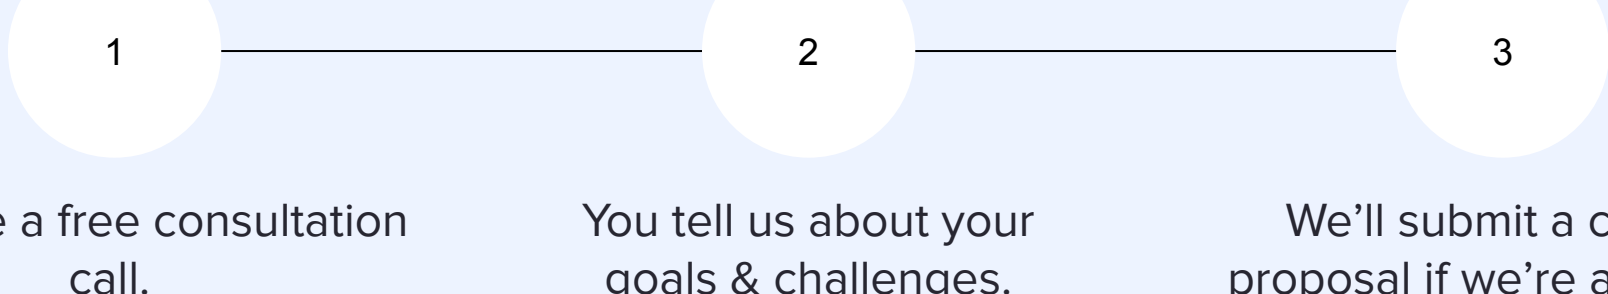 1
2
3
a free consultation
call.
You tell us about your
goals & challenges.
We’ll submit a
proposal if we’re